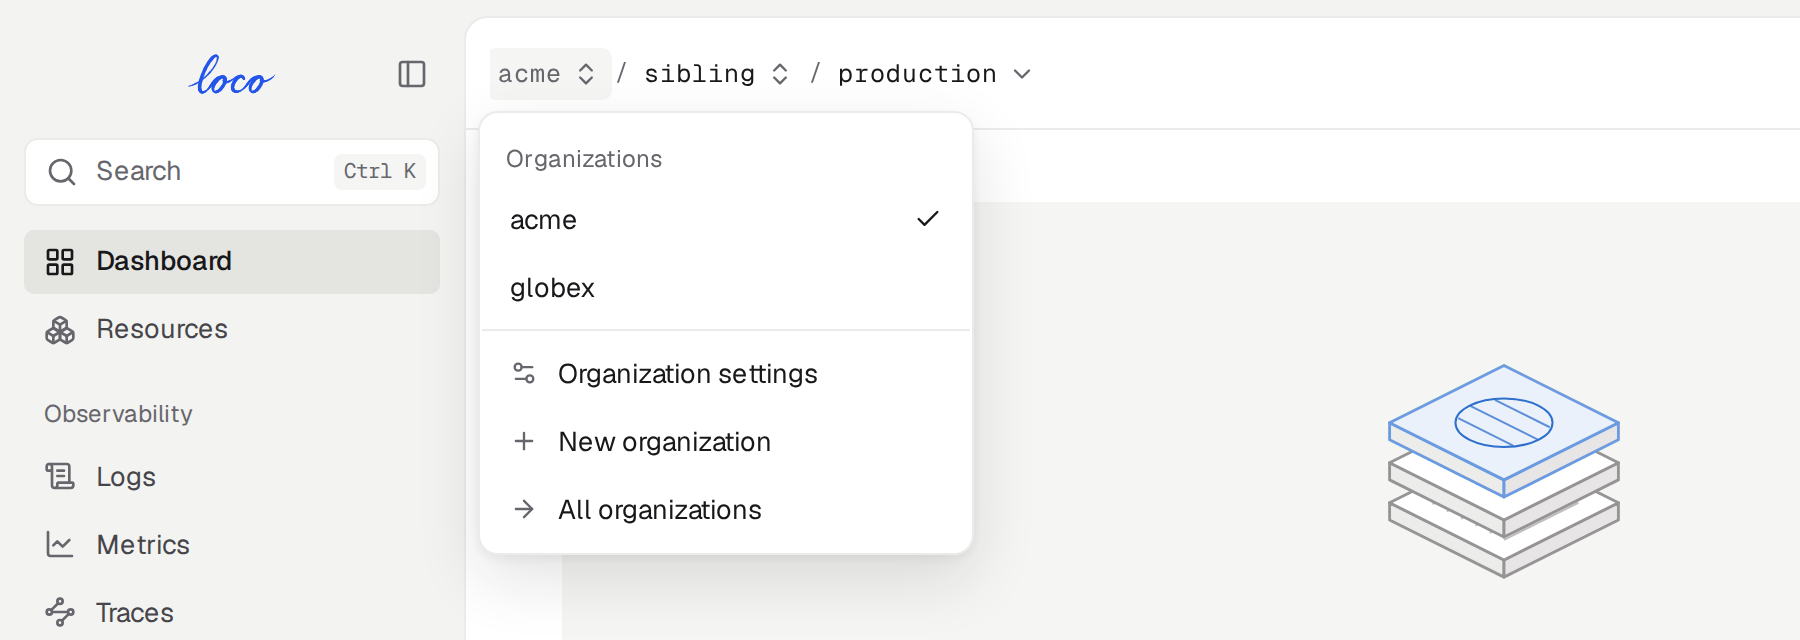 loco
acme / sibling / production
Search Ctrl K
Organizations
acme
globex
Organization settings
New organization
All organizations
Dashboard
Resources
Observability
Logs
Metrics
Traces